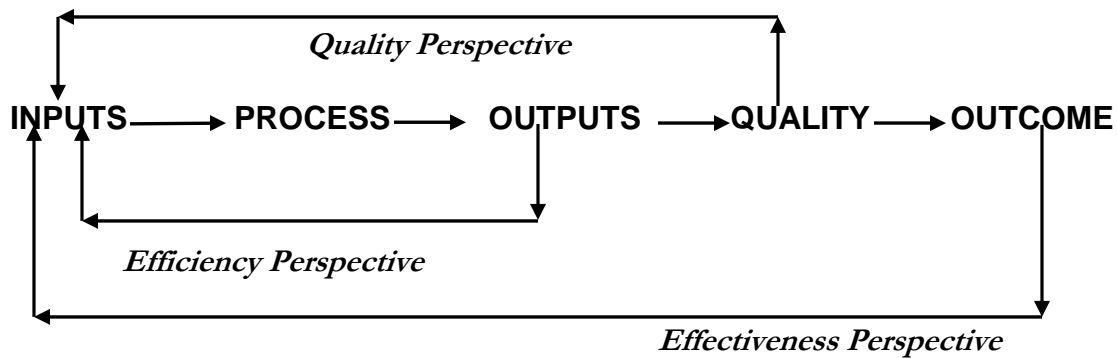 Quality Perspective
INPUTS PROCESS OUTPUTS QUALITY OUTCOME
Efficiency Perspective
Effectiveness Perspective